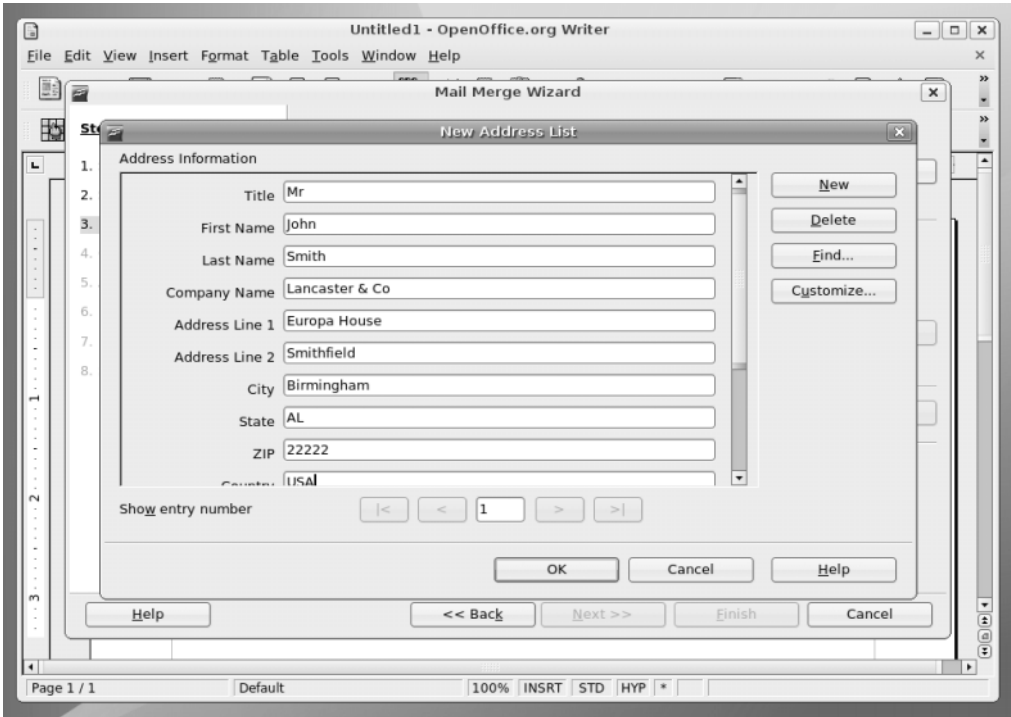 Untitled1 - OpenOffice.org Writer
File Edit View Insert Format Table Tools Window Help
Mail Merge Wizard
New Address List
Address Information
Title Mr
First Name John
Last Name Smith
Company Name Lancaster & Co
Address Line 1 Europa House
Address Line 2 Smithfield
City Birmingham
State AL
ZIP 22222
Country USA
New
Delete
Find...
Customize...
1.
2.
3.
4.
5.
6.
7.
8.
Show entry number |< < 1 > >|
OK Cancel Help
Help << Back Next >> Finish Cancel
1
2
3
Page 1 / 1 Default 100% INSRT STD HYP *